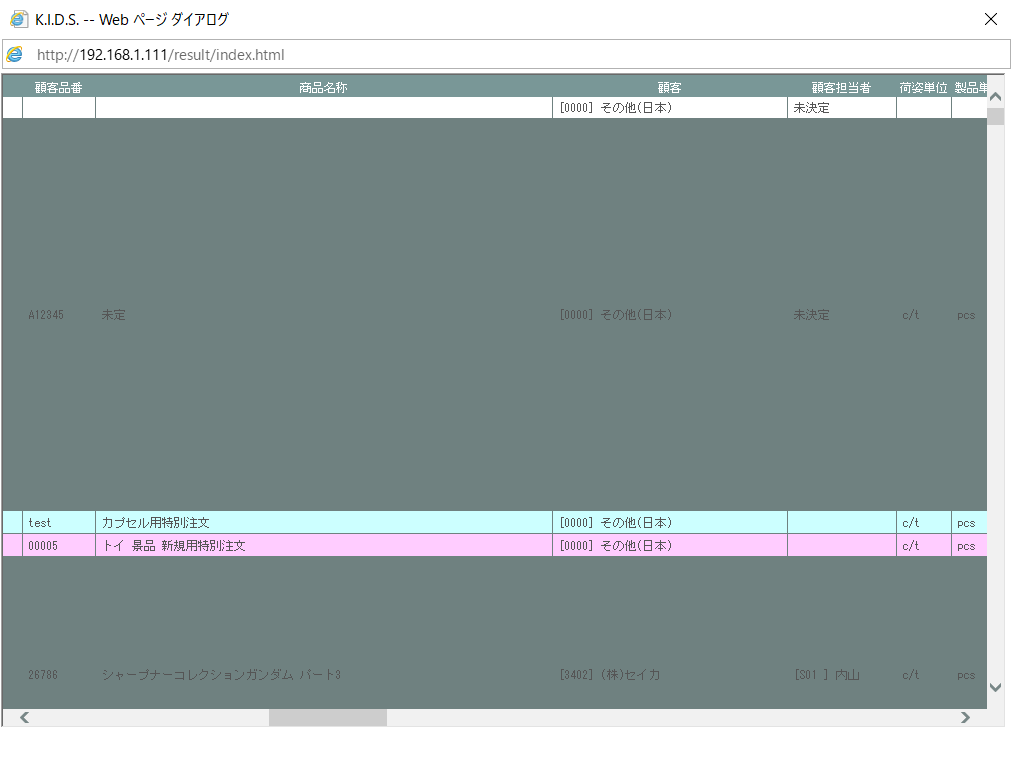 K.I.D.S. -- Web ページ ダイアログ
http://192.168.1.111/result/index.html
顧客品番 商品名称 顧客 顧客担当者 荷姿単位 製品単
[0000] その他(日本) 未決定
A12345 未定 [0000] その他(日本) 未決定 c/t pcs
test カプセル用特別注文 [0000] その他(日本) c/t pcs
00005 トイ 景品 新規用特別注文 [0000] その他(日本) c/t pcs
26786 シャープナーコレクションガンダム パート3 [3402] (株)セイカ [S01 ] 内山 c/t pcs